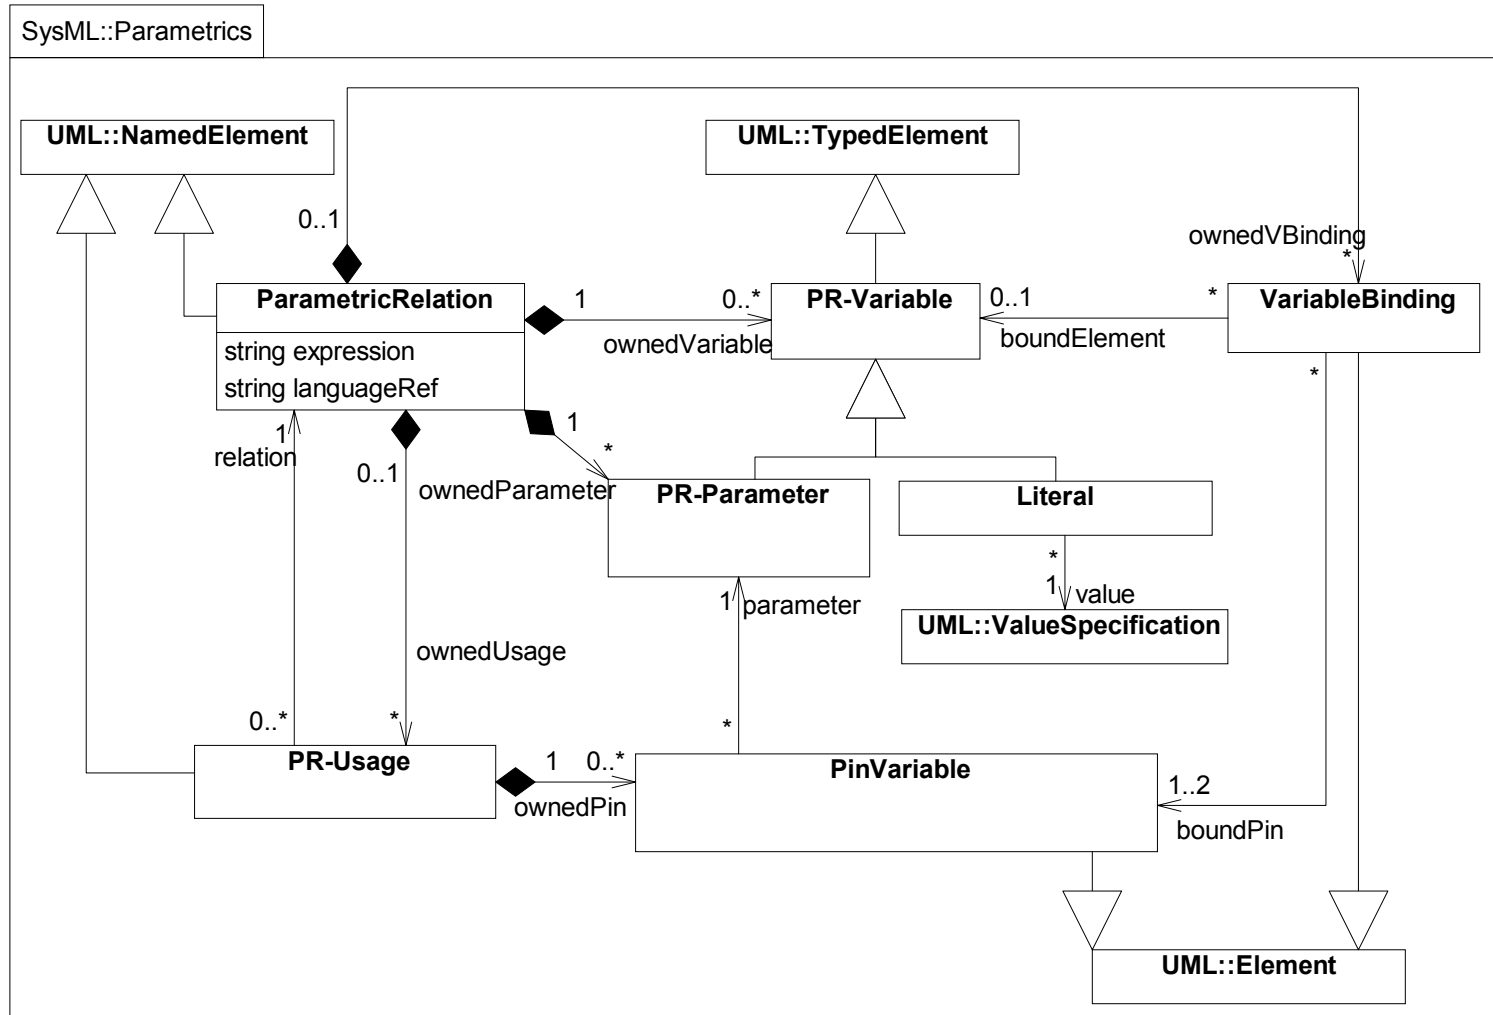 SysML::Parametrics
UML::NamedElement
UML::TypedElement
0..1
ownedVBinding
*
ParametricRelation
1
0..*
PR-Variable
0..1
*
VariableBinding
ownedVariable
boundElement
string expression
string languageRef
*
1
relation
1
*
0..1
ownedParameter
PR-Parameter
Literal
*
1
value
1
parameter
UML::ValueSpecification
ownedUsage
0..*
*
*
PR-Usage
1
0..*
PinVariable
1..2
ownedPin
boundPin
UML::Element